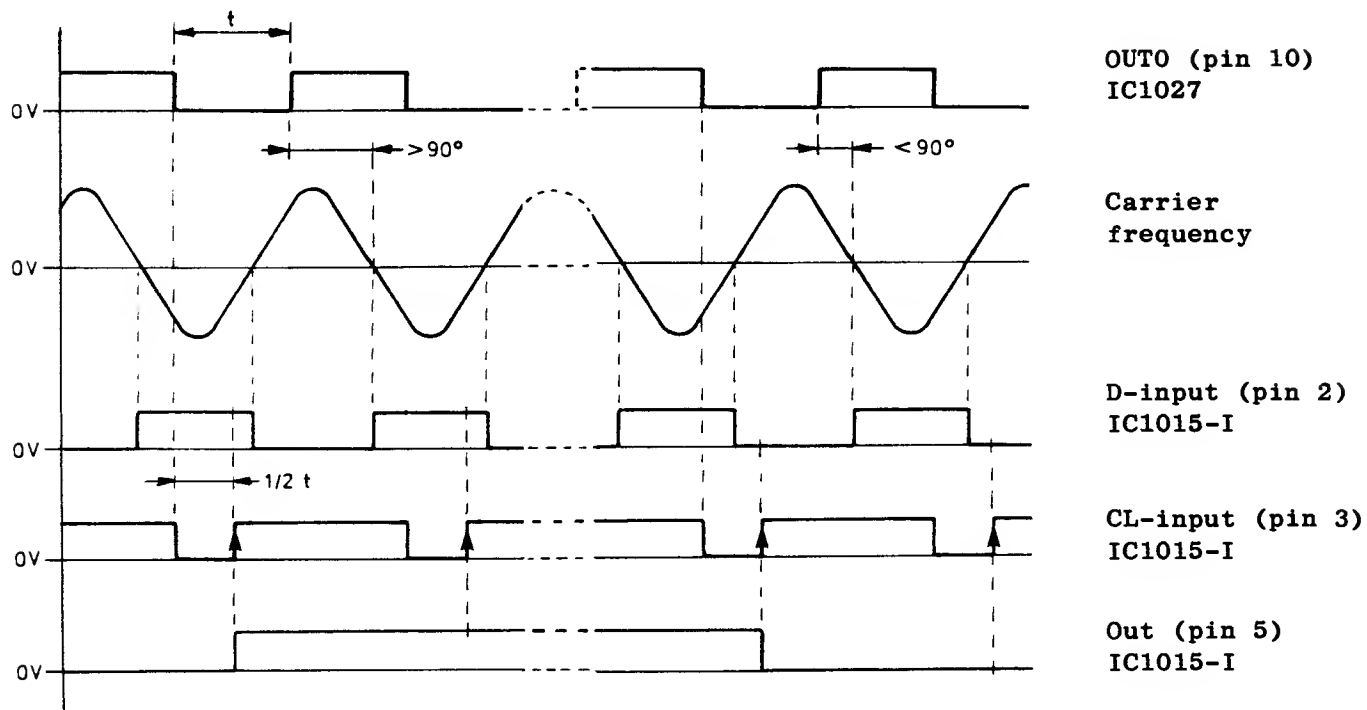 t
OUTO (pin 10)
IC1027
0V
>90°
<90°
Carrier
frequency
0V
D-input (pin 2)
IC1015-I
0V
1/2 t
CL-input (pin 3)
IC1015-I
0V
Out (pin 5)
IC1015-I
0V